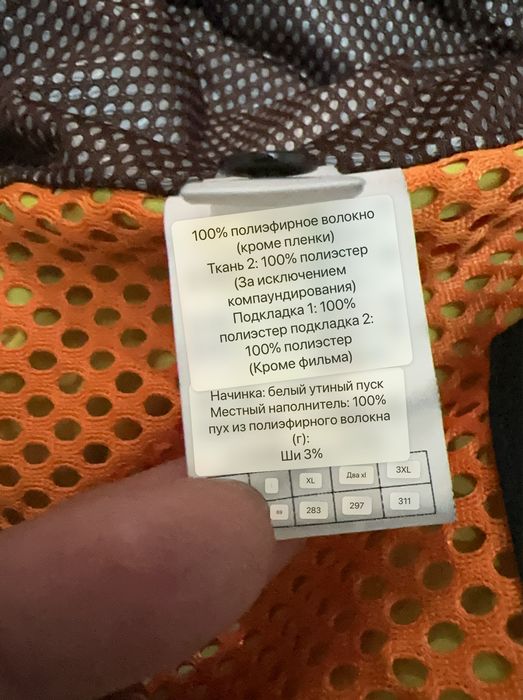 100% полиэфирное волокно
(кроме пленки)
Ткань 2: 100% полиэстер
(За исключением
компаундирования)
Подкладка 1: 100%
полиэстер подкладка 2:
100% полиэстер
(Кроме фильма)
Начинка: белый утиный пуск
Местный наполнитель: 100%
пух из полиэфирного волокна
(г):
Ши 3%
XL Два xl 3XL
283 297 311